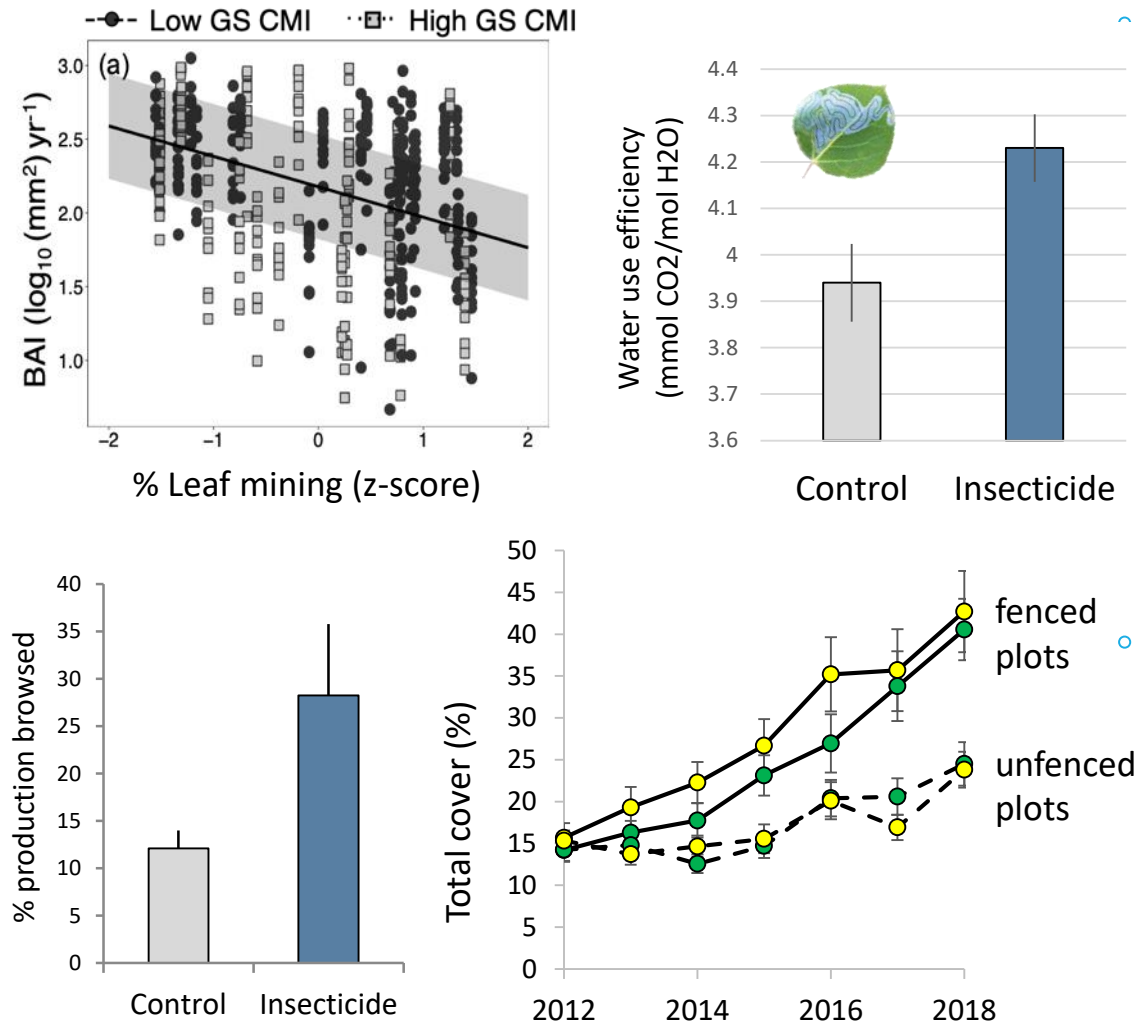 Low GS CMI High GS CMI
(a)
3.0
2.5
2.0
1.5
1.0
BAI (log₁₀ (mm²) yr⁻¹)
−2 −1 0 1 2
% Leaf mining (z-score)
4.4
4.3
4.2
4.1
4
3.9
3.8
3.7
3.6
Water use efficiency
(mmol CO2/mol H2O)
Control Insecticide
40
35
30
25
20
15
10
5
0
% production browsed
Control Insecticide
50
45
40
35
30
25
20
15
10
5
0
Total cover (%)
fenced
plots
unfenced
plots
2012 2014 2016 2018